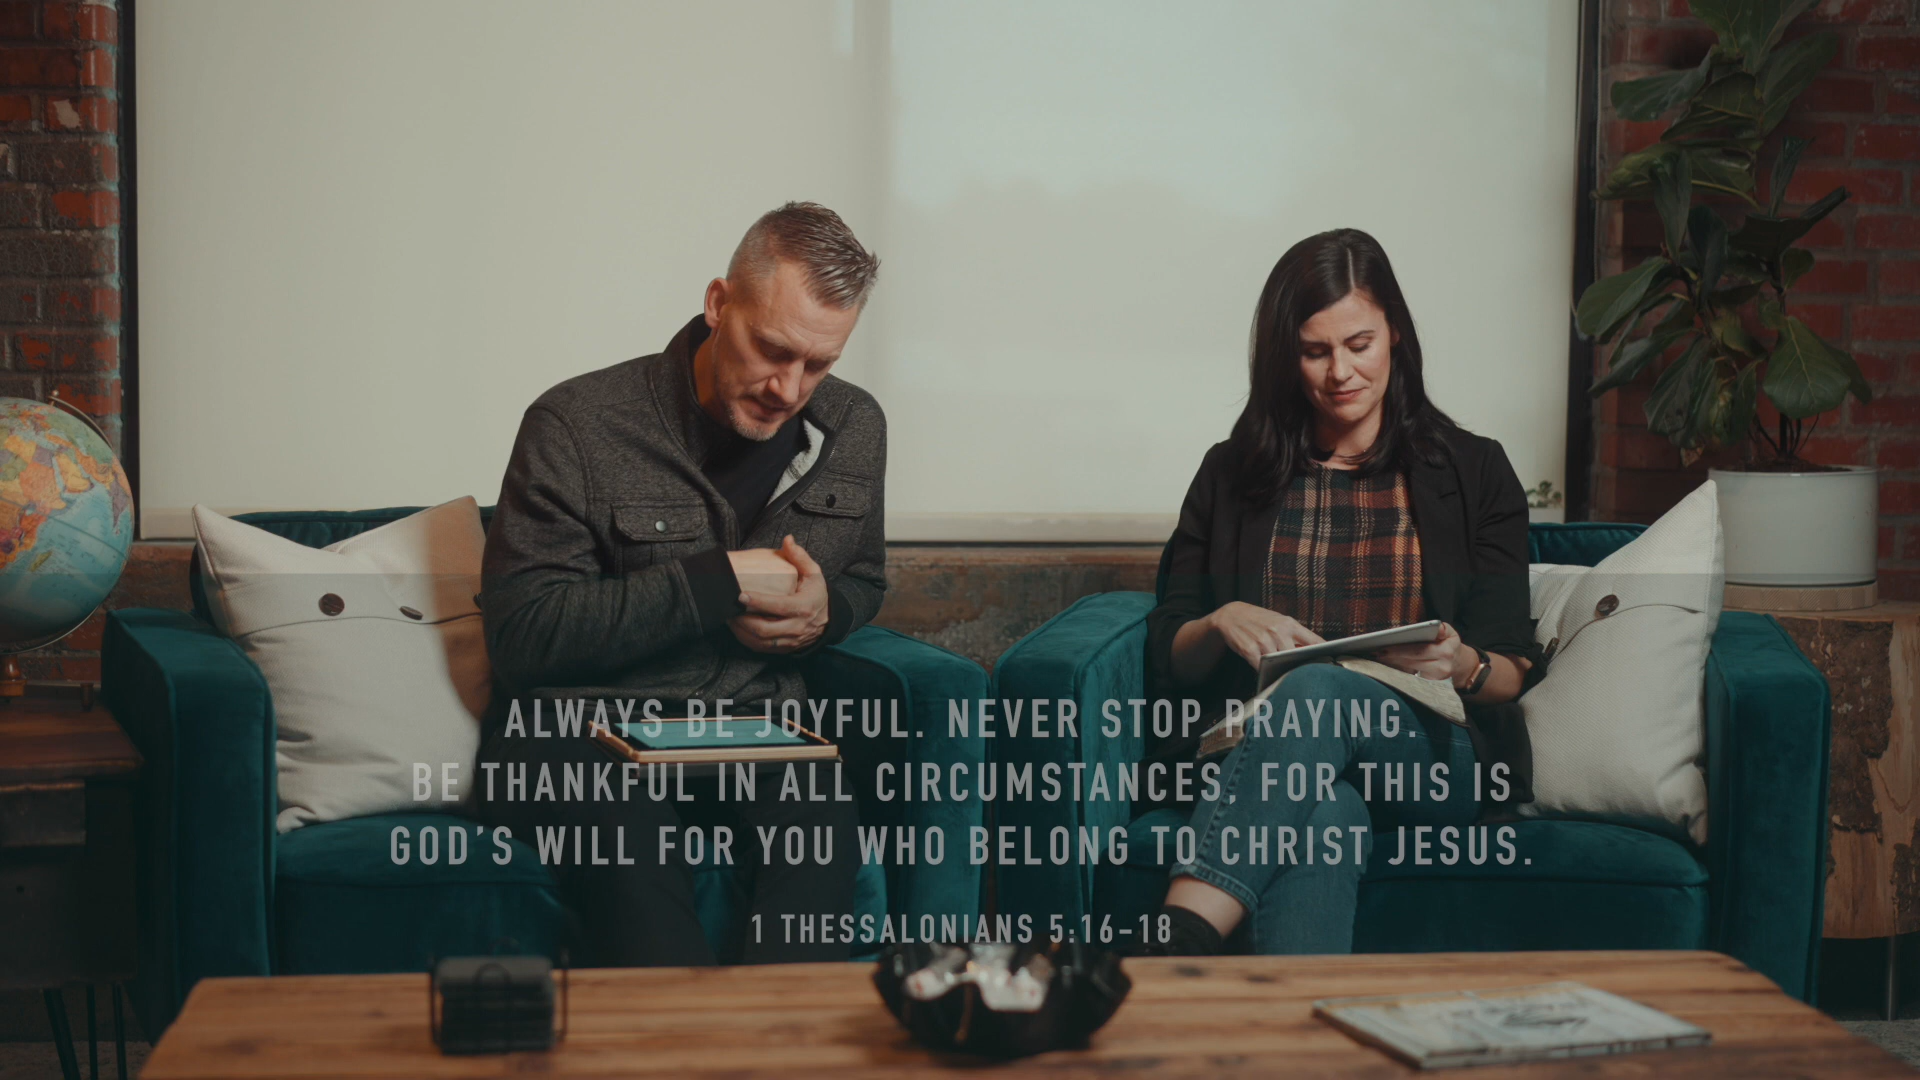 ALWAYS BE JOYFUL. NEVER STOP PRAYING.
BE THANKFUL IN ALL CIRCUMSTANCES, FOR THIS IS
GOD’S WILL FOR YOU WHO BELONG TO CHRIST JESUS.
1 THESSALONIANS 5:16-18